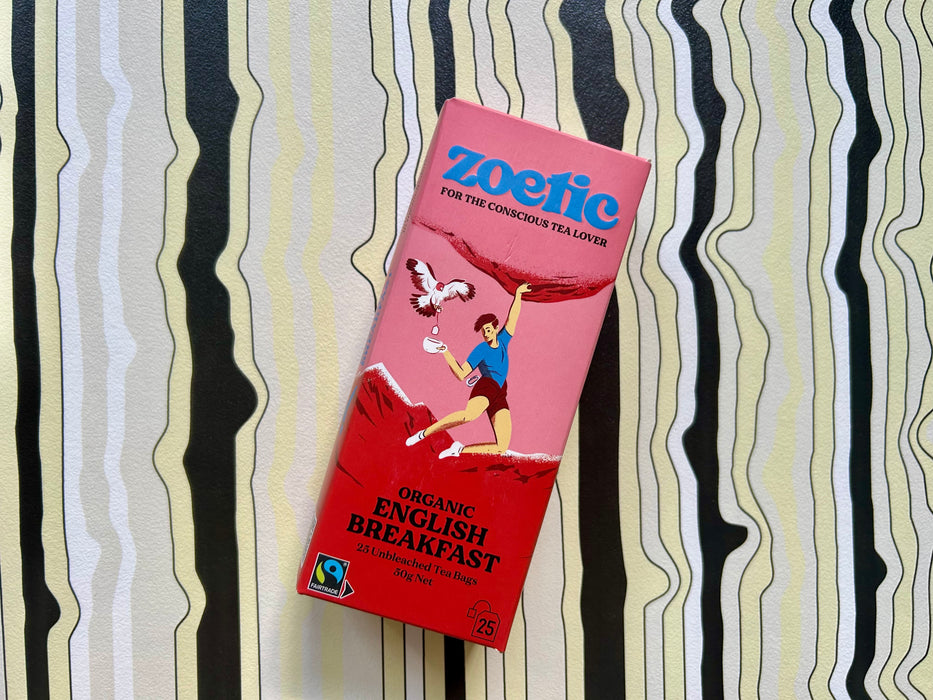 zoetic
FOR THE CONSCIOUS TEA LOVER
ORGANIC
ENGLISH
BREAKFAST
25 Unbleached Tea Bags
50g Net
FAIRTRADE
25